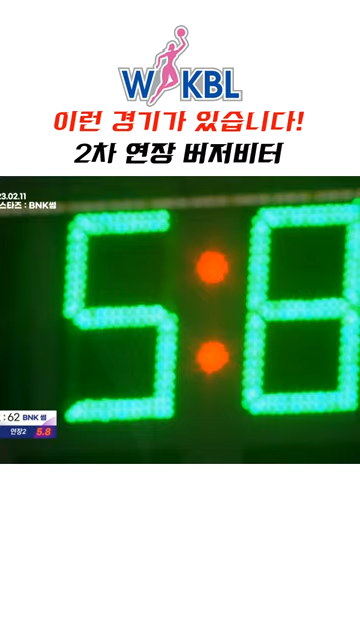 WKBL
이런 경기가 있습니다!
2차 연장 버저비터
3.02.11
스타즈 : BNK썸
5:8
: 62 BNK 썸
연장2 5.8